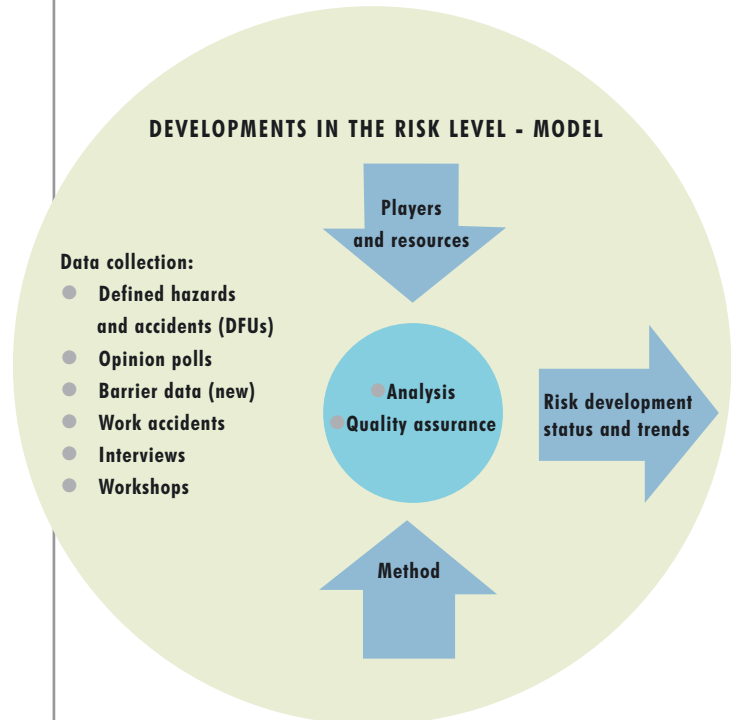 DEVELOPMENTS IN THE RISK LEVEL - MODEL
Players
and resources
Data collection:
Defined hazards
and accidents (DFUs)
Opinion polls
Barrier data (new)
Work accidents
Interviews
Workshops
Analysis
Quality assurance
Risk development
status and trends
Method